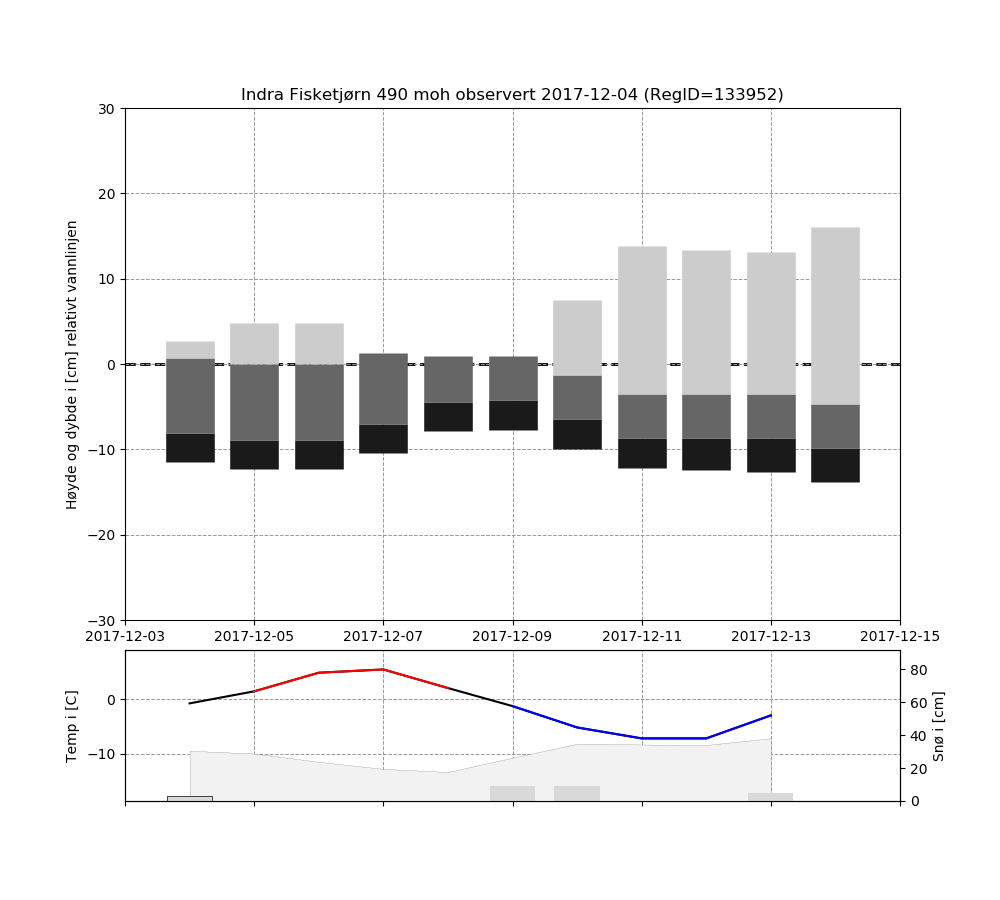 Indra Fisketjørn 490 moh observert 2017-12-04 (RegID=133952)
30
20
10
0
−10
−20
−30
Høyde og dybde i [cm] relativt vannlinjen
2017-12-03 2017-12-05 2017-12-07 2017-12-09 2017-12-11 2017-12-13 2017-12-15
0
−10
Temp i [C]
80
60
40
20
0
Snø i [cm]